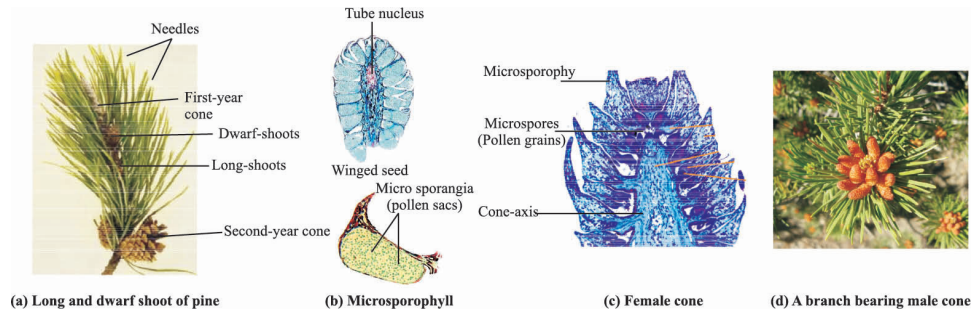 Needles
First-year
cone
Dwarf-shoots
Long-shoots
Second-year cone
(a) Long and dwarf shoot of pine
Tube nucleus
Winged seed
Micro sporangia
(pollen sacs)
(b) Microsporophyll
Microsporophy
Microspores
(Pollen grains)
Cone-axis
(c) Female cone
(d) A branch bearing male cone